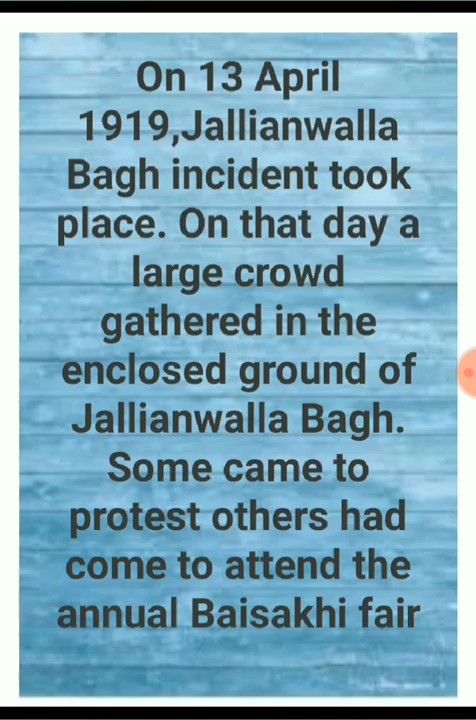 On 13 April
1919,Jallianwalla
Bagh incident took
place. On that day a
large crowd
gathered in the
enclosed ground of
Jallianwalla Bagh.
Some came to
protest others had
come to attend the
annual Baisakhi fair